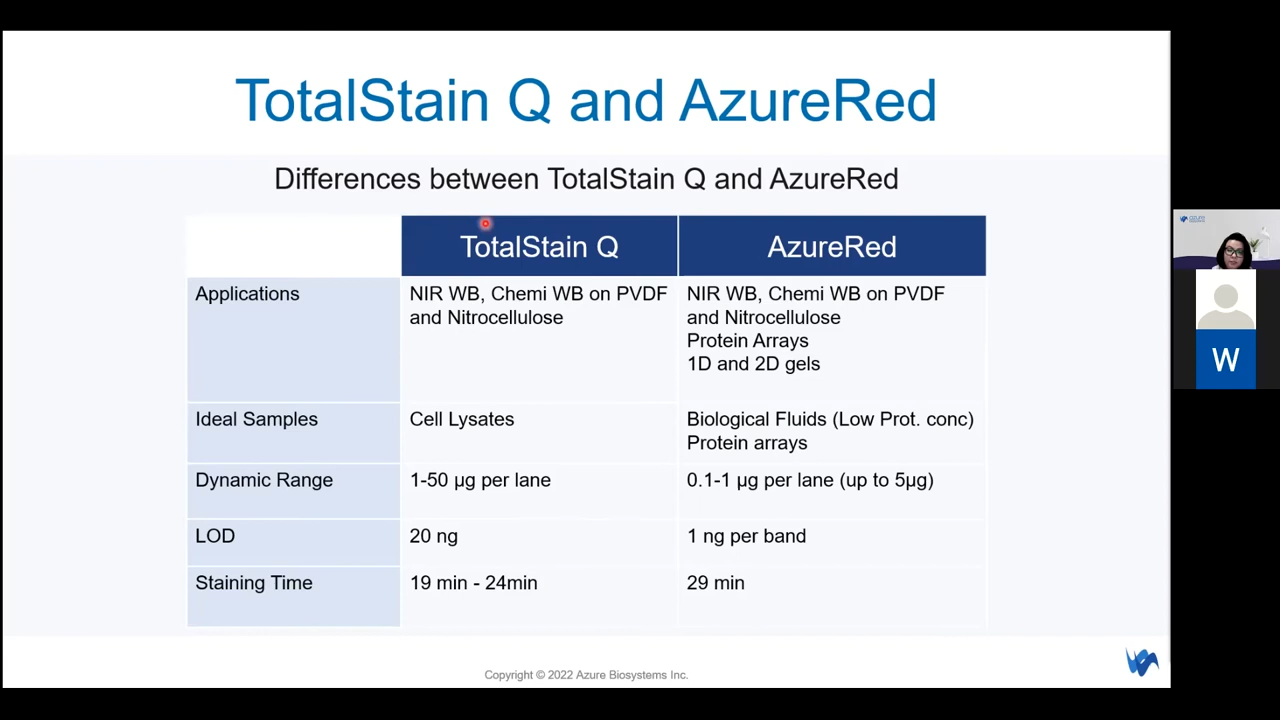 TotalStain Q and AzureRed
Differences between TotalStain Q and AzureRed
TotalStain Q
AzureRed
Applications
NIR WB, Chemi WB on PVDF
and Nitrocellulose
NIR WB, Chemi WB on PVDF
and Nitrocellulose
Protein Arrays
1D and 2D gels
Ideal Samples
Cell Lysates
Biological Fluids (Low Prot. conc)
Protein arrays
Dynamic Range
1-50 µg per lane
0.1-1 µg per lane (up to 5µg)
LOD
20 ng
1 ng per band
Staining Time
19 min - 24min
29 min
Copyright © 2022 Azure Biosystems Inc.
azure
W